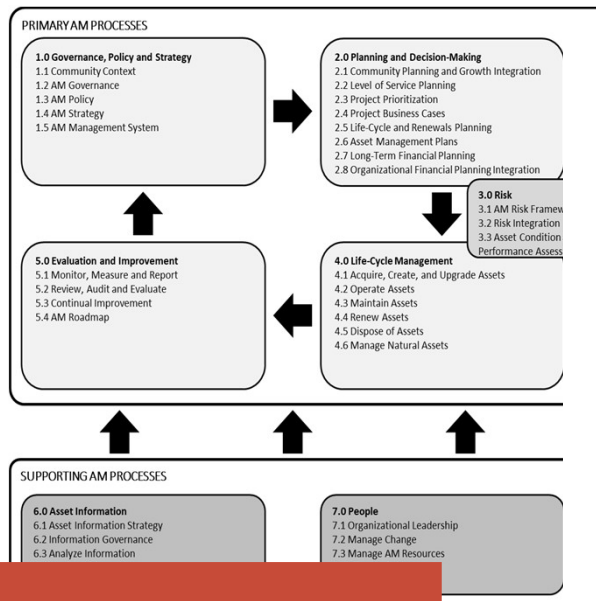 PRIMARY AM PROCESSES
1.0 Governance, Policy and Strategy
1.1 Community Context
1.2 AM Governance
1.3 AM Policy
1.4 AM Strategy
1.5 AM Management System
2.0 Planning and Decision-Making
2.1 Community Planning and Growth Integration
2.2 Level of Service Planning
2.3 Project Prioritization
2.4 Project Business Cases
2.5 Life-Cycle and Renewals Planning
2.6 Asset Management Plans
2.7 Long-Term Financial Planning
2.8 Organizational Financial Planning Integration
3.0 Risk
3.1 AM Risk
3.2 Risk Integration
3.3 Asset Condition
Performance
5.0 Evaluation and Improvement
5.1 Monitor, Measure and Report
5.2 Review, Audit and Evaluate
5.3 Continual Improvement
5.4 AM Roadmap
4.0 Life-Cycle Management
4.1 Acquire, Create, and Upgrade Assets
4.2 Operate Assets
4.3 Maintain Assets
4.4 Renew Assets
4.5 Dispose of Assets
4.6 Manage Natural Assets
SUPPORTING AM PROCESSES
6.0 Asset Information
6.1 Asset Information Strategy
6.2 Information Governance
6.3 Analyze Information
7.0 People
7.1 Organizational Leadership
7.2 Manage Change
7.3 Manage AM Resources